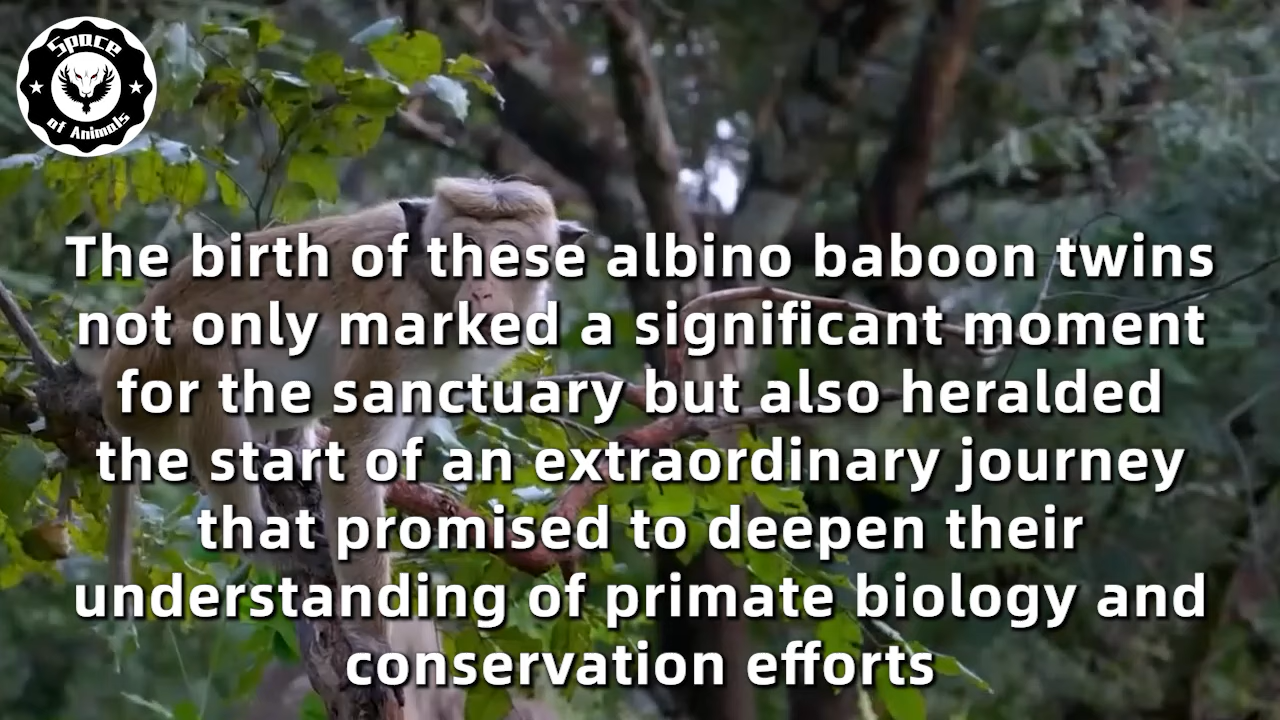 Space
of Animals
The birth of these albino baboon twins
not only marked a significant moment
for the sanctuary but also heralded
the start of an extraordinary journey
that promised to deepen their
understanding of primate biology and
conservation efforts